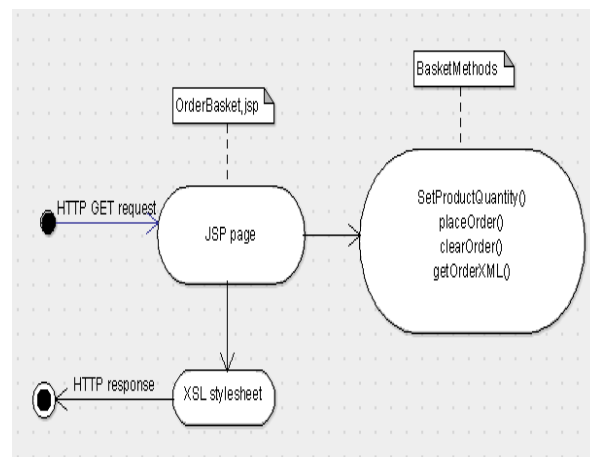 BasketMethods
OrderBasket,jsp
SetProductQuantity()
placeOrder()
clearOrder()
getOrderXML()
HTTP GET request
JSP page
HTTP response
XSL stylesheet